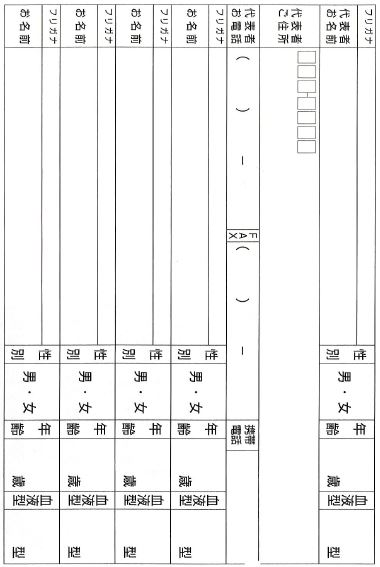 フリガナ
代表者
お名前
性別
男・女
年齢
歳
血液型
型
代表者
ご住所
□□□-□□□□
代表者
お電話
( ) −
FAX
( ) −
携帯
電話
フリガナ
お名前
性別
男・女
年齢
歳
血液型
型
フリガナ
お名前
性別
男・女
年齢
歳
血液型
型
フリガナ
お名前
性別
男・女
年齢
歳
血液型
型
フリガナ
お名前
性別
男・女
年齢
歳
血液型
型